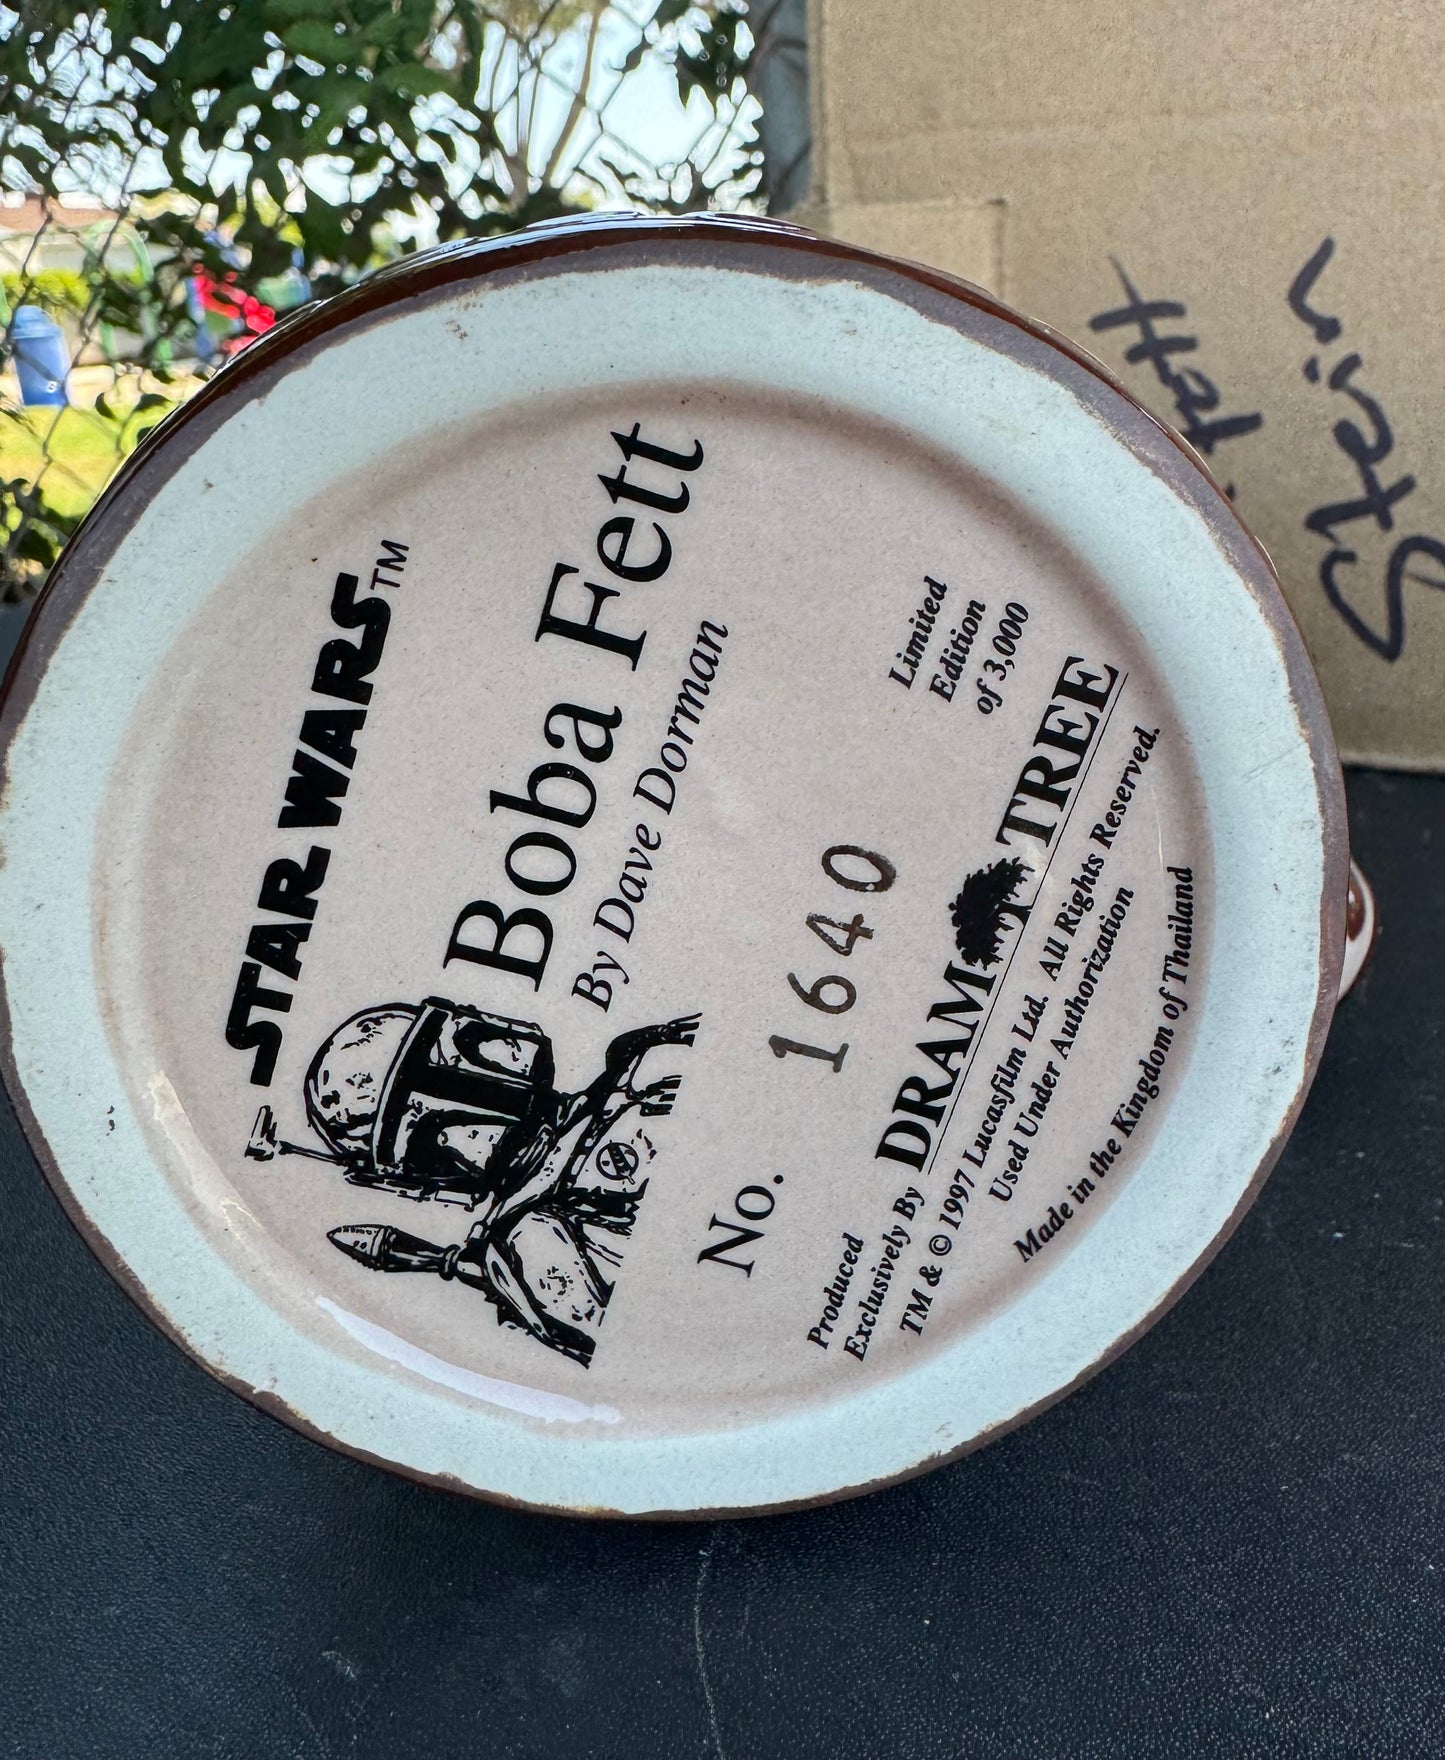 STAR WARS™
Boba Fett
By Dave Dorman
No. 1640
Limited
Edition
of 3,000
Produced
Exclusively By DRAM TREE
TM & © 1997 Lucasfilm Ltd. All Rights Reserved.
Used Under Authorization
Made in the Kingdom of Thailand
Stein